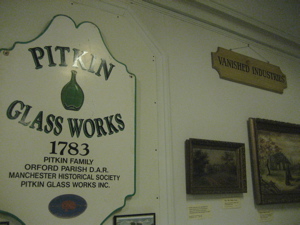 PITKIN
GLASS WORKS
1783
PITKIN FAMILY
ORFORD PARISH D.A.R.
MANCHESTER HISTORICAL SOCIETY
PITKIN GLASS WORKS INC.
VANISHED INDUSTRIES